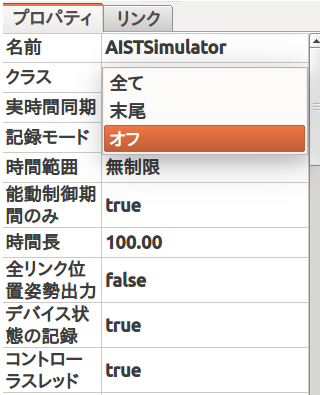 プロパティ リンク
名前 AISTSimulator
クラス
全て
実時間同期
末尾
記録モード
オフ
時間範囲 無制限
能動制御期
間のみ true
時間長 100.00
全リンク位
置姿勢出力 false
デバイス状
態の記録 true
コントロー
ラスレッド true